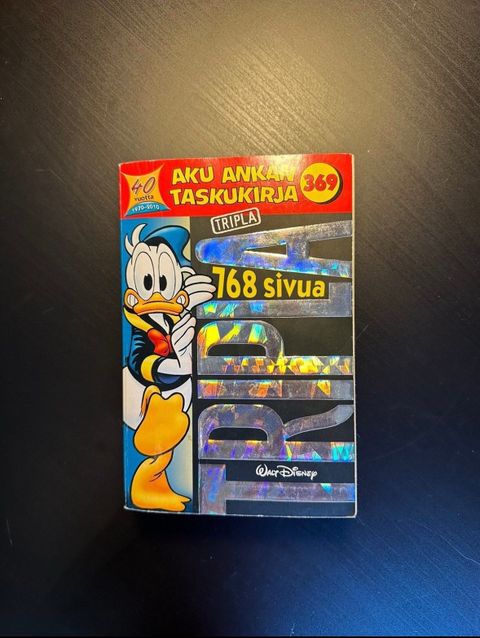 40
vuotta
1970-2010
AKU ANKAN
TASKUKIRJA
369
TRIPLA
768 sivua
TRIPLA
WALT DISNEY